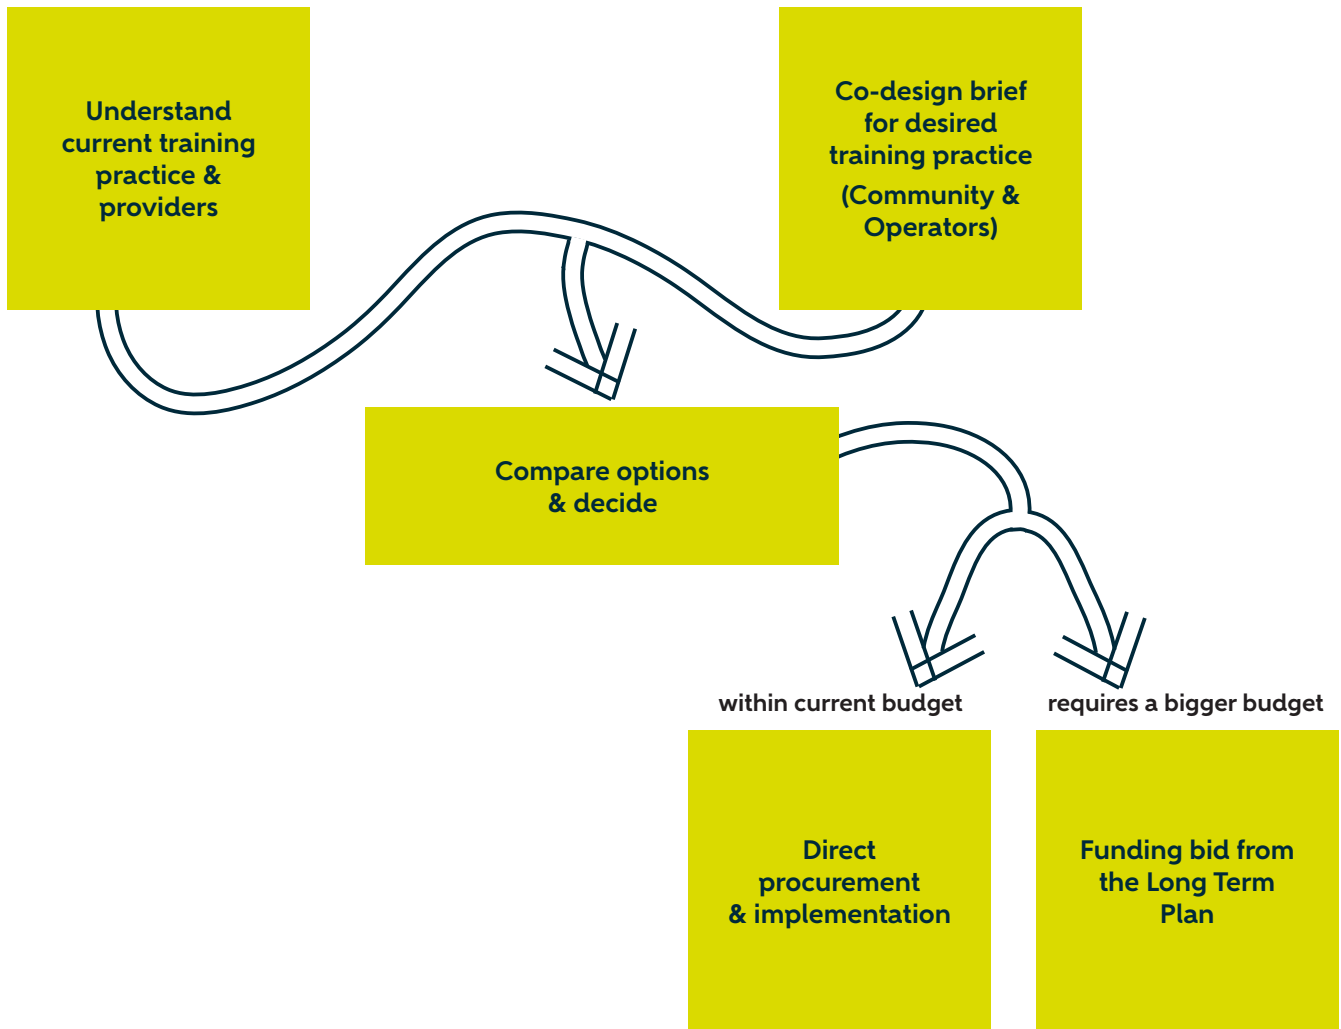 Understand
current training
practice &
providers
Co-design brief
for desired
training practice
(Community &
Operators)
Compare options
& decide
within current budget
requires a bigger budget
Direct
procurement
& implementation
Funding bid from
the Long Term
Plan